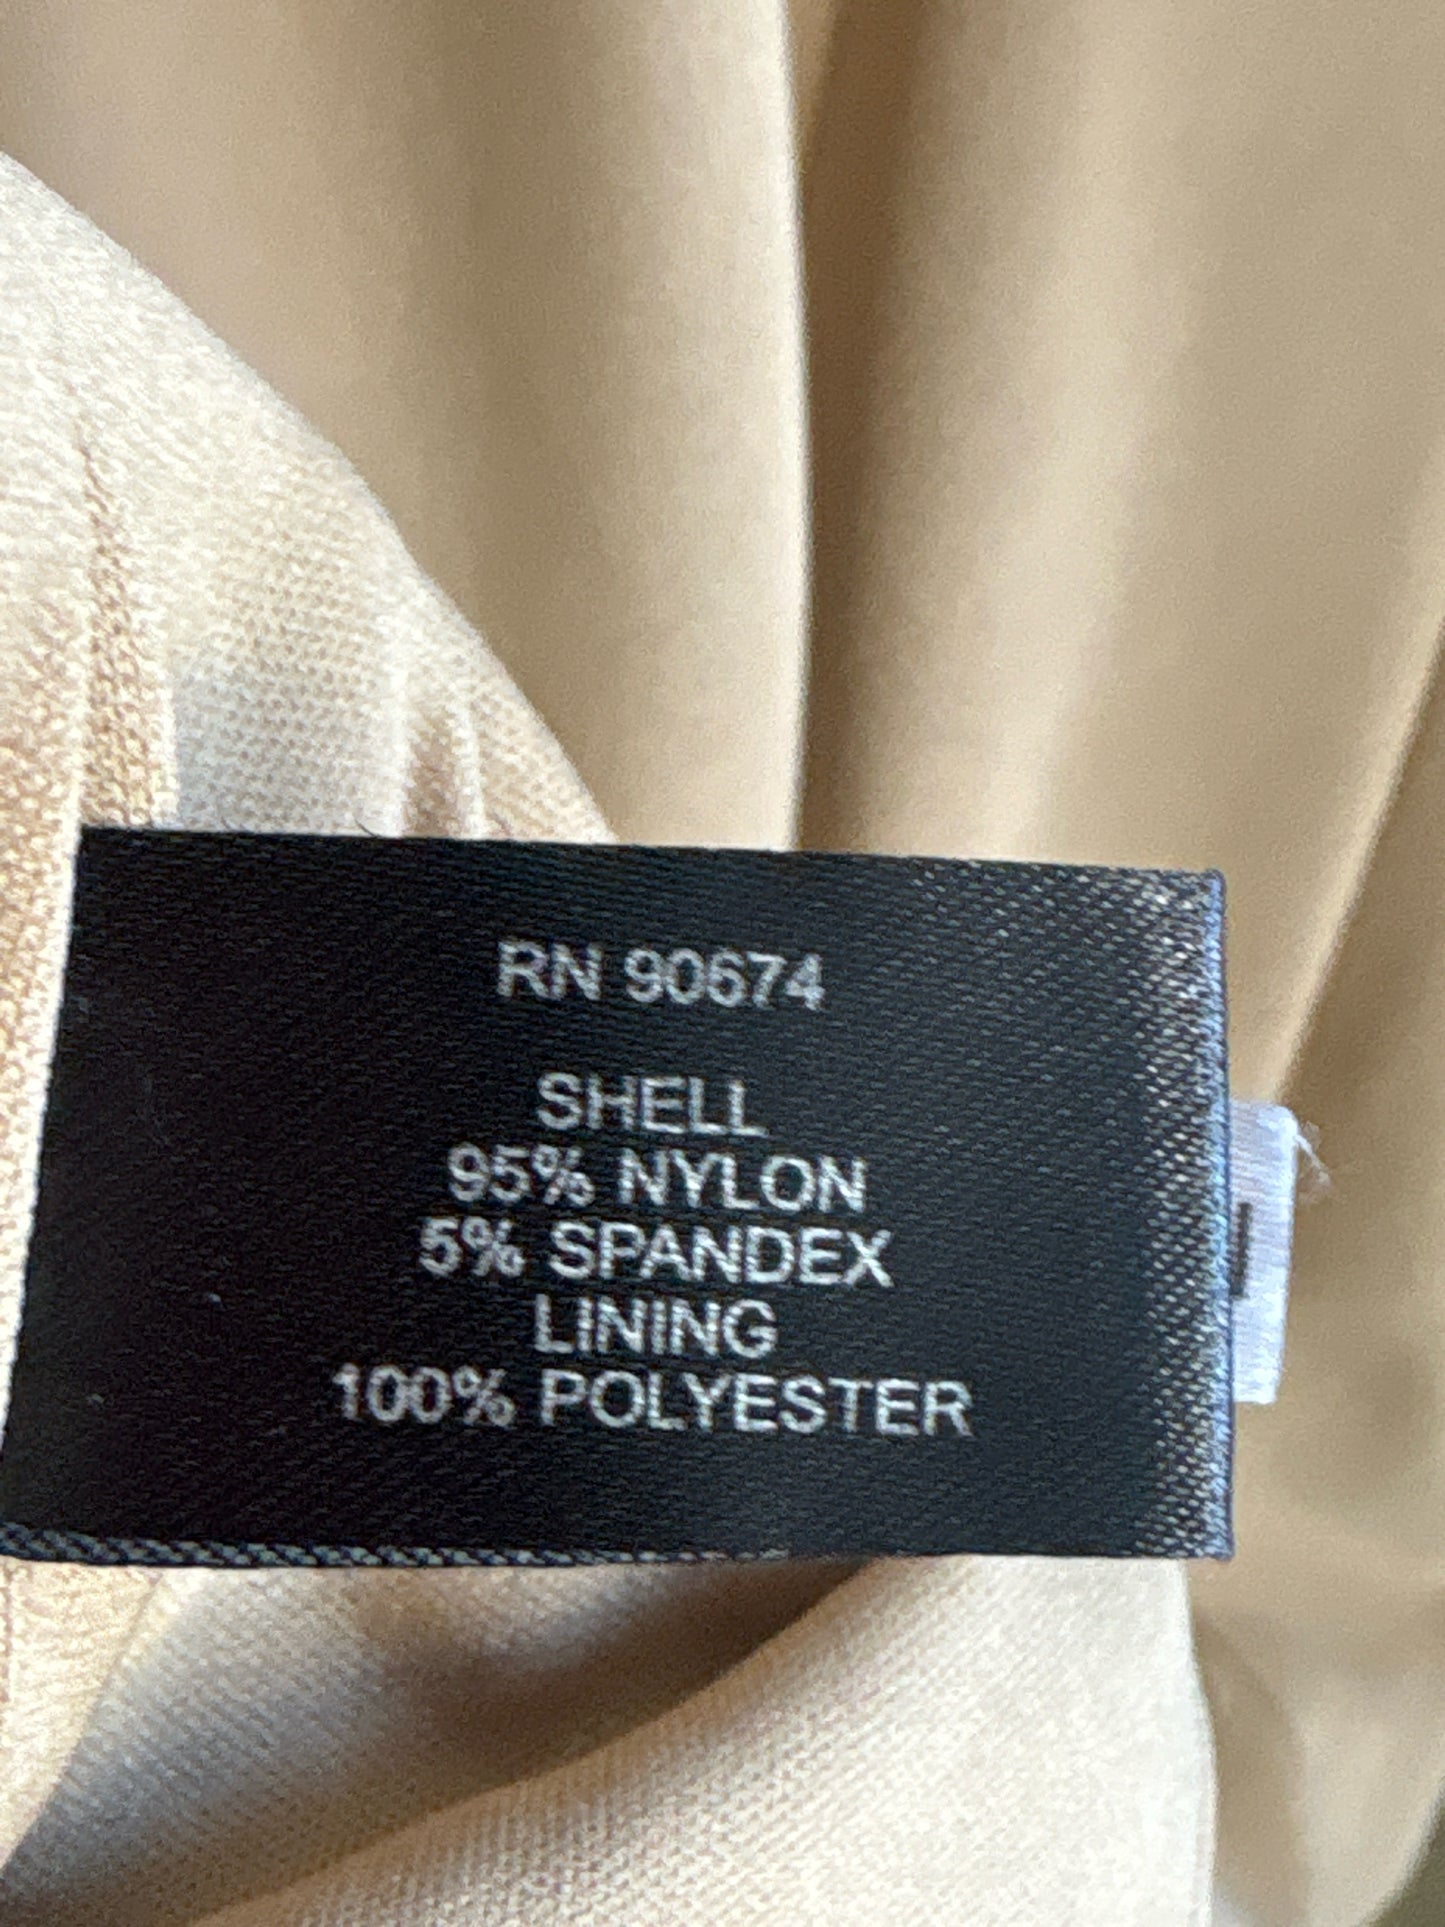 RN 90674
SHELL
95% NYLON
5% SPANDEX
LINING
100% POLYESTER